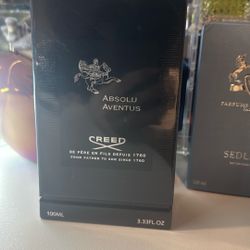 ABSOLU
AVENTUS
CREED
DE PÈRE EN FILS DEPUIS 1760
FROM FATHER TO SON SINCE 1760
100ML 3.33FL.OZ
PARFUMS
SEDL